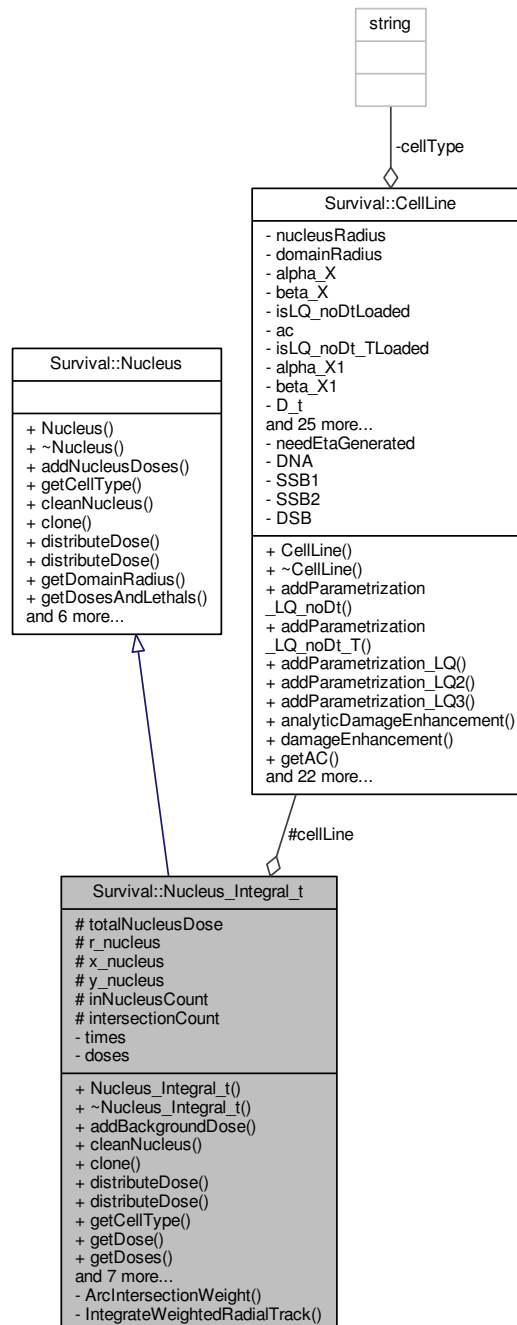 string
-cellType
Survival::CellLine
- nucleusRadius
- domainRadius
- alpha_X
- beta_X
- isLQ_noDtLoaded
- ac
- isLQ_noDt_TLoaded
- alpha_X1
- beta_X1
- D_t
and 25 more...
- needEtaGenerated
- DNA
- SSB1
- SSB2
- DSB
+ CellLine()
+ ~CellLine()
+ addParametrization
_LQ_noDt()
+ addParametrization
_LQ_noDt_T()
+ addParametrization_LQ()
+ addParametrization_LQ2()
+ addParametrization_LQ3()
+ analyticDamageEnhancement()
+ damageEnhancement()
+ getAC()
and 22 more...
Survival::Nucleus
+ Nucleus()
+ ~Nucleus()
+ addNucleusDoses()
+ getCellType()
+ cleanNucleus()
+ clone()
+ distributeDose()
+ distributeDose()
+ getDomainRadius()
+ getDosesAndLethals()
and 6 more...
#cellLine
Survival::Nucleus_Integral_t
# totalNucleusDose
# r_nucleus
# x_nucleus
# y_nucleus
# inNucleusCount
# intersectionCount
- times
- doses
+ Nucleus_Integral_t()
+ ~Nucleus_Integral_t()
+ addBackgroundDose()
+ cleanNucleus()
+ clone()
+ distributeDose()
+ distributeDose()
+ getCellType()
+ getDose()
+ getDoses()
and 7 more...
- ArcIntersectionWeight()
- IntegrateWeightedRadialTrack()